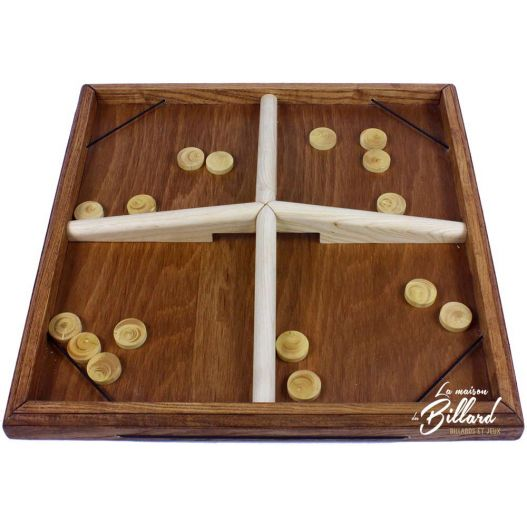 La maison
du Billard
BILLARDS ET JEUX